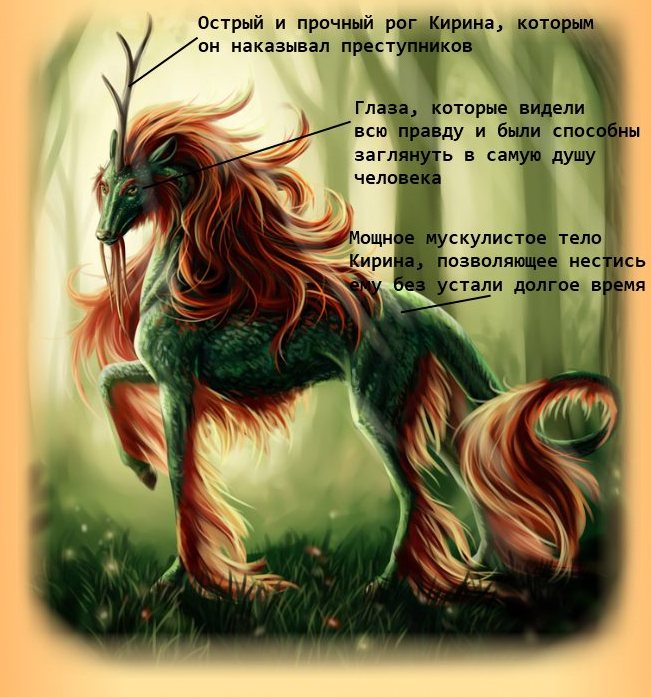 Острый и прочный рог Кирина, которым
он наказывал преступников
Глаза, которые видели
всю правду и были способны
заглянуть в самую душу
человека
Мощное мускулистое тело
Кирина, позволяющее нестись
ему без устали долгое время